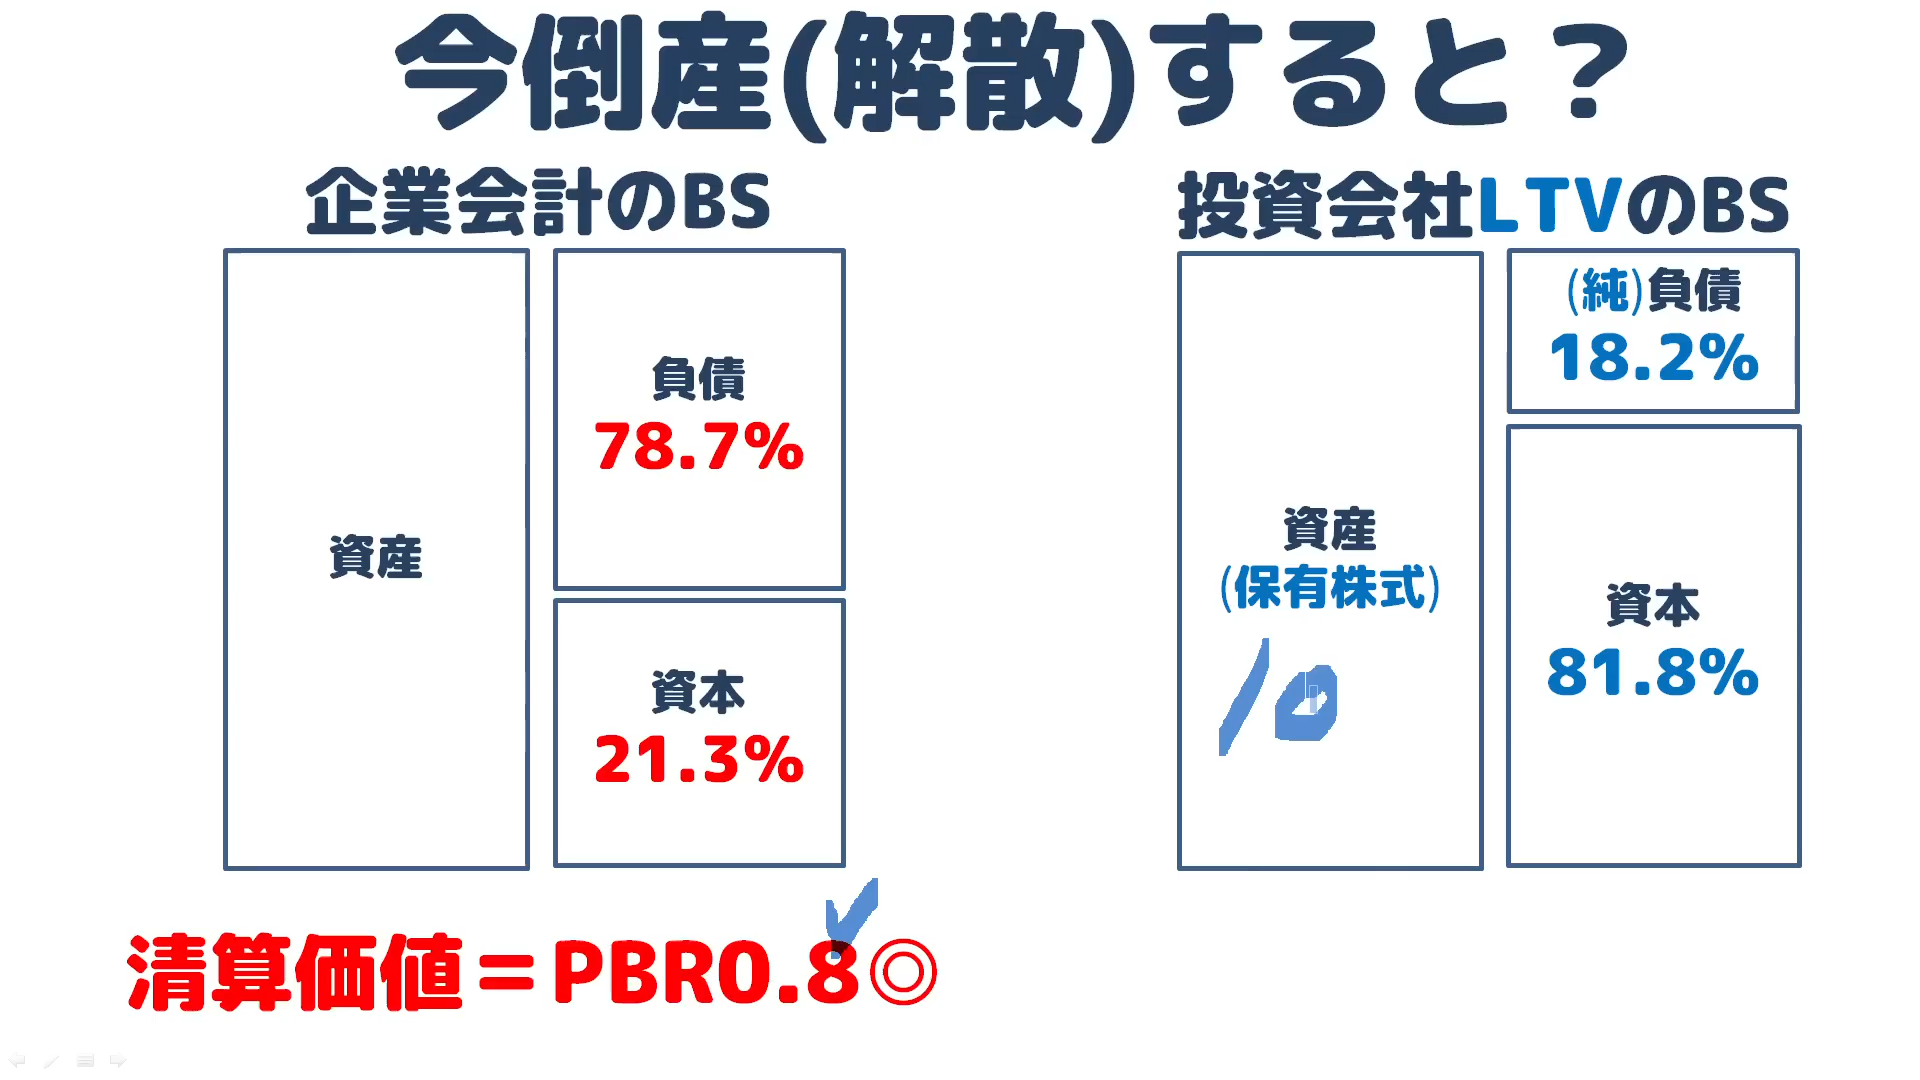 今倒産(解散)すると？
企業会計のBS
資産
負債
78.7%
資本
21.3%
清算価値＝PBR0.8◎
投資会社LTVのBS
資産
(保有株式)
10
(純)負債
18.2%
資本
81.8%